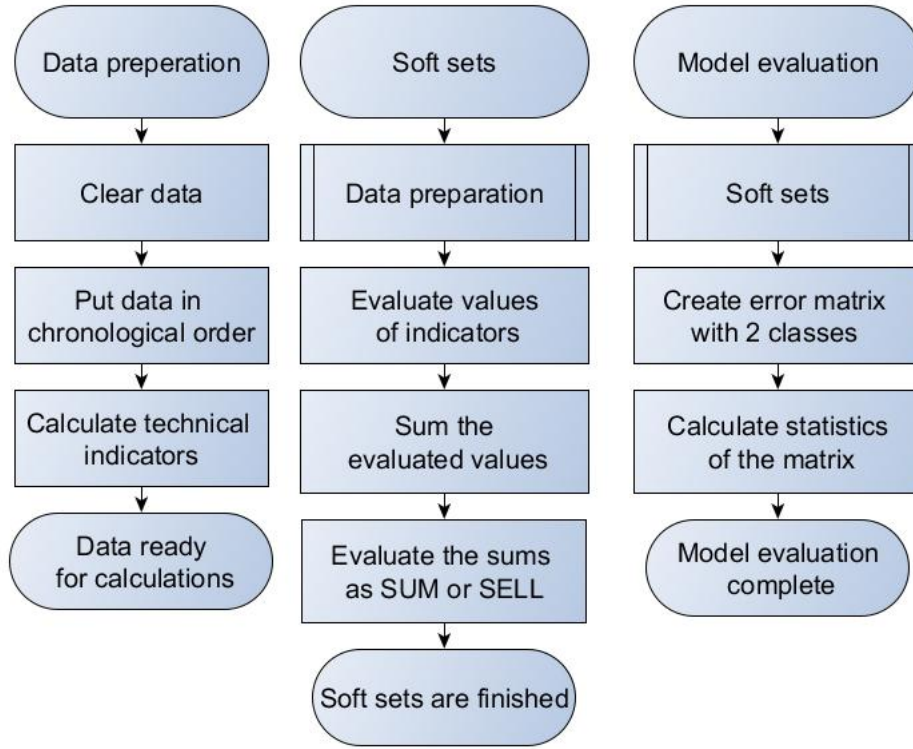 Data preperation
Clear data
Put data in
chronological order
Calculate technical
indicators
Data ready
for calculations
Soft sets
Data preparation
Evaluate values
of indicators
Sum the
evaluated values
Evaluate the sums
as SUM or SELL
Soft sets are finished
Model evaluation
Soft sets
Create error matrix
with 2 classes
Calculate statistics
of the matrix
Model evaluation
complete